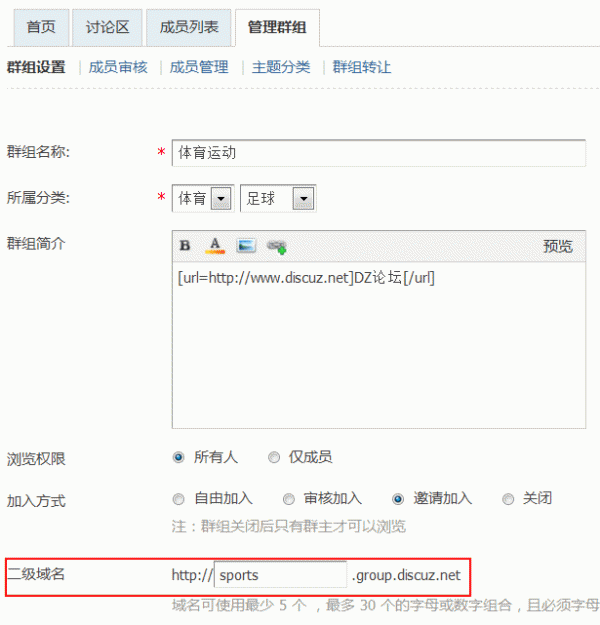 首页 讨论区 成员列表 管理群组
群组设置 | 成员审核 | 成员管理 | 主题分类 | 群组转让
群组名称: * 体育运动
所属分类: * 体育 足球
群组简介 B A 预览
[url=http://www.discuz.net]DZ论坛[/url]
浏览权限 所有人 仅成员
加入方式 自由加入 审核加入 邀请加入 关闭
注：群组关闭后只有群主才可以浏览
二级域名 http:// sports .group.discuz.net
域名可使用最少 5 个 ，最多 30 个的字母或数字组合，且必须字母